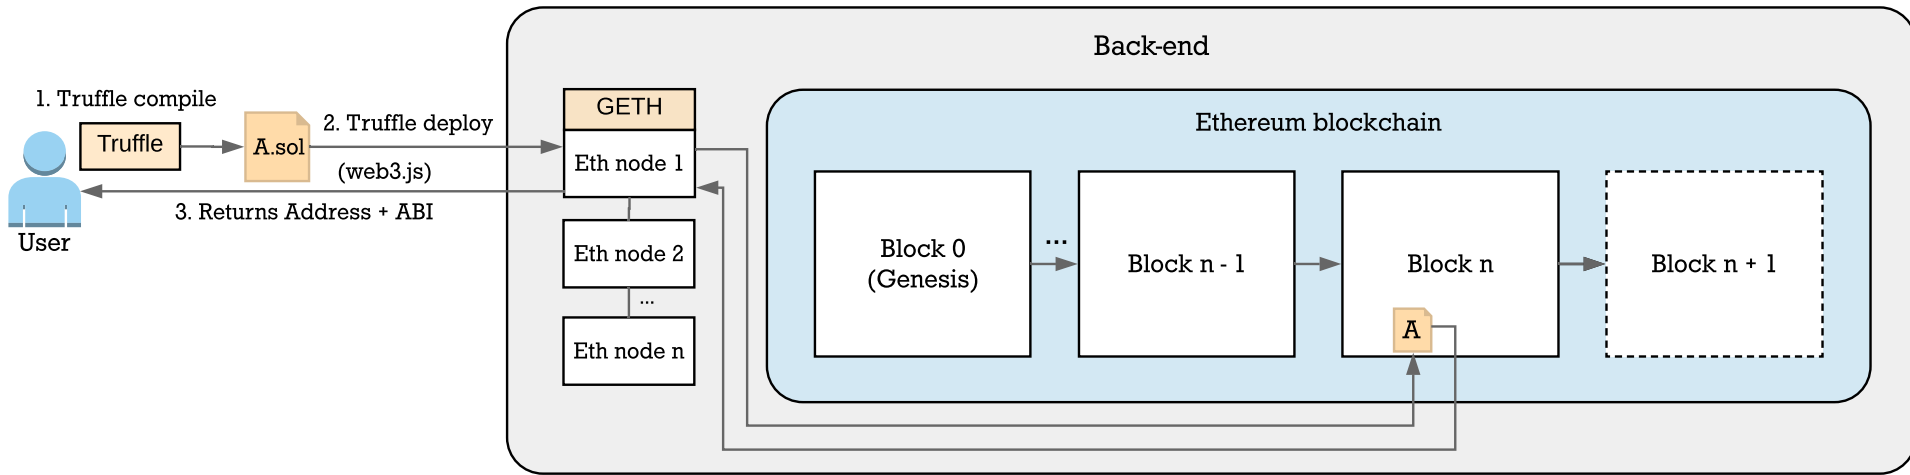 Back-end
1. Truffle compile
GETH
Truffle
A.sol
2. Truffle deploy
(web3.js)
3. Returns Address + ABI
User
Eth node 1
Eth node 2
...
Eth node n
Ethereum blockchain
Block 0
(Genesis)
...
Block n - 1
Block n
A
Block n + 1